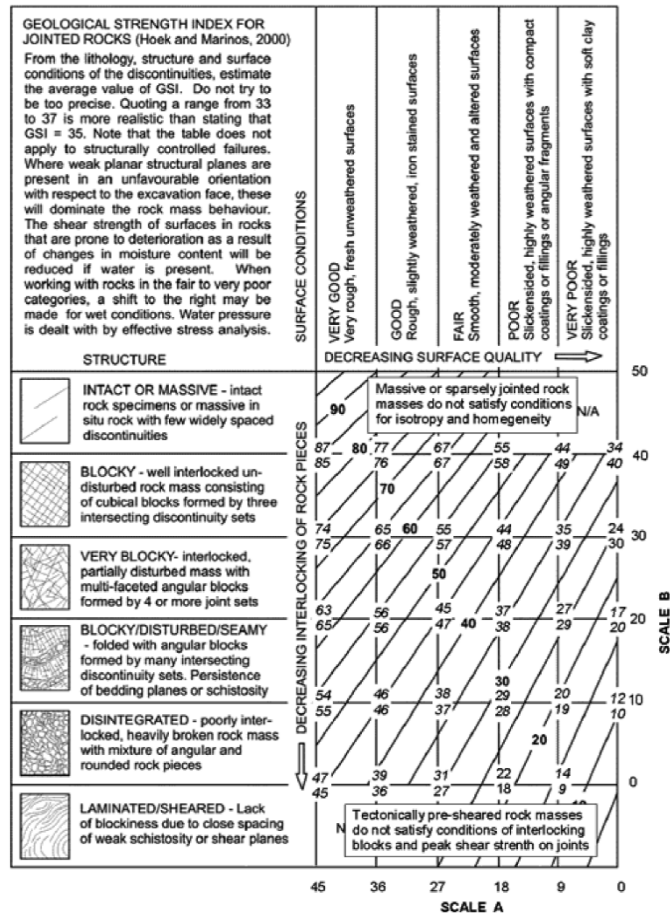 GEOLOGICAL STRENGTH INDEX FOR
JOINTED ROCKS (Hoek and Marinos, 2000)
From the lithology, structure and surface
conditions of the discontinuities, estimate
the average value of GSI. Do not try to
be too precise. Quoting a range from 33
to 37 is more realistic than stating that
GSI = 35. Note that the table does not
apply to structurally controlled failures.
Where weak planar structural planes are
present in an unfavourable orientation
with respect to the excavation face, these
will dominate the rock mass behaviour.
The shear strength of surfaces in rocks
that are prone to deterioration as a result
of changes in moisture content will be
reduced if water is present. When
working with rocks in the fair to very poor
categories, a shift to the right may be
made for wet conditions. Water pressure
is dealt with by effective stress analysis.
STRUCTURE
SURFACE CONDITIONS
VERY GOOD
Very rough, fresh unweathered surfaces
GOOD
Rough, slightly weathered, iron stained surfaces
FAIR
Smooth, moderately weathered and altered surfaces
POOR
Slickensided, highly weathered surfaces with compact
coatings or fillings or angular fragments
VERY POOR
Slickensided, highly weathered surfaces with soft clay
coatings or fillings
DECREASING SURFACE QUALITY
DECREASING INTERLOCKING OF ROCK PIECES
INTACT OR MASSIVE - intact
rock specimens or massive in
situ rock with few widely spaced
discontinuities
BLOCKY - well interlocked un-
disturbed rock mass consisting
of cubical blocks formed by three
intersecting discontinuity sets
VERY BLOCKY- interlocked,
partially disturbed mass with
multi-faceted angular blocks
formed by 4 or more joint sets
BLOCKY/DISTURBED/SEAMY
- folded with angular blocks
formed by many intersecting
discontinuity sets. Persistence
of bedding planes or schistosity
DISINTEGRATED - poorly inter-
locked, heavily broken rock mass
with mixture of angular and
rounded rock pieces
LAMINATED/SHEARED - Lack
of blockiness due to close spacing
of weak schistosity or shear planes
50
Massive or sparsely jointed rock
masses do not satisfy conditions
for isotropy and homegeneity
90
N/A
87 80 77 67 55 44 34
40
85 76 67 58 49 40
70
74 65 60 55 44 35 24
30
75 66 57 48 39 30
50
63 56 45 37 27 17
20
65 56 47 40 38 29 20
30
54 46 38 29 20 12
10
55 46 37 28 19 10
20
47 39 31 22 14
0
45 36 27 18 9
Tectonically pre-sheared rock masses
do not satisfy conditions of interlocking
blocks and peak shear strenth on joints
N
45 36 27 18 9 0
SCALE A
SCALE B